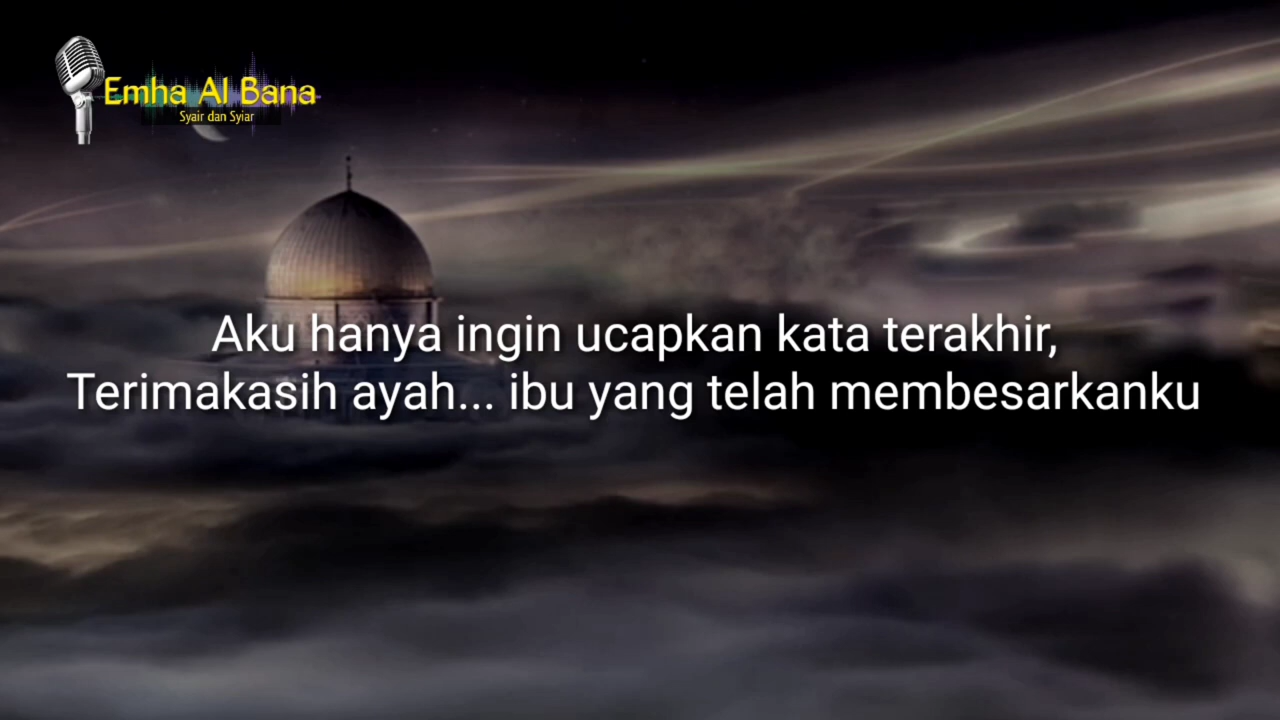 Emha Al Bana
Syair dan Syiar
Aku hanya ingin ucapkan kata terakhir,
Terimakasih ayah... ibu yang telah membesarkanku